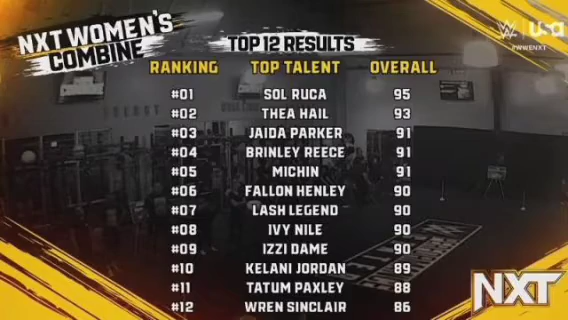 NXT WOMEN'S
COMBINE
W USA
#WWENXT
TOP 12 RESULTS
RANKING TOP TALENT OVERALL
#01 SOL RUCA 95
#02 THEA HAIL 93
#03 JAIDA PARKER 91
#04 BRINLEY REECE 91
#05 MICHIN 91
#06 FALLON HENLEY 90
#07 LASH LEGEND 90
#08 IVY NILE 90
#09 IZZI DAME 90
#10 KELANI JORDAN 89
#11 TATUM PAXLEY 88
#12 WREN SINCLAIR 86
NXT